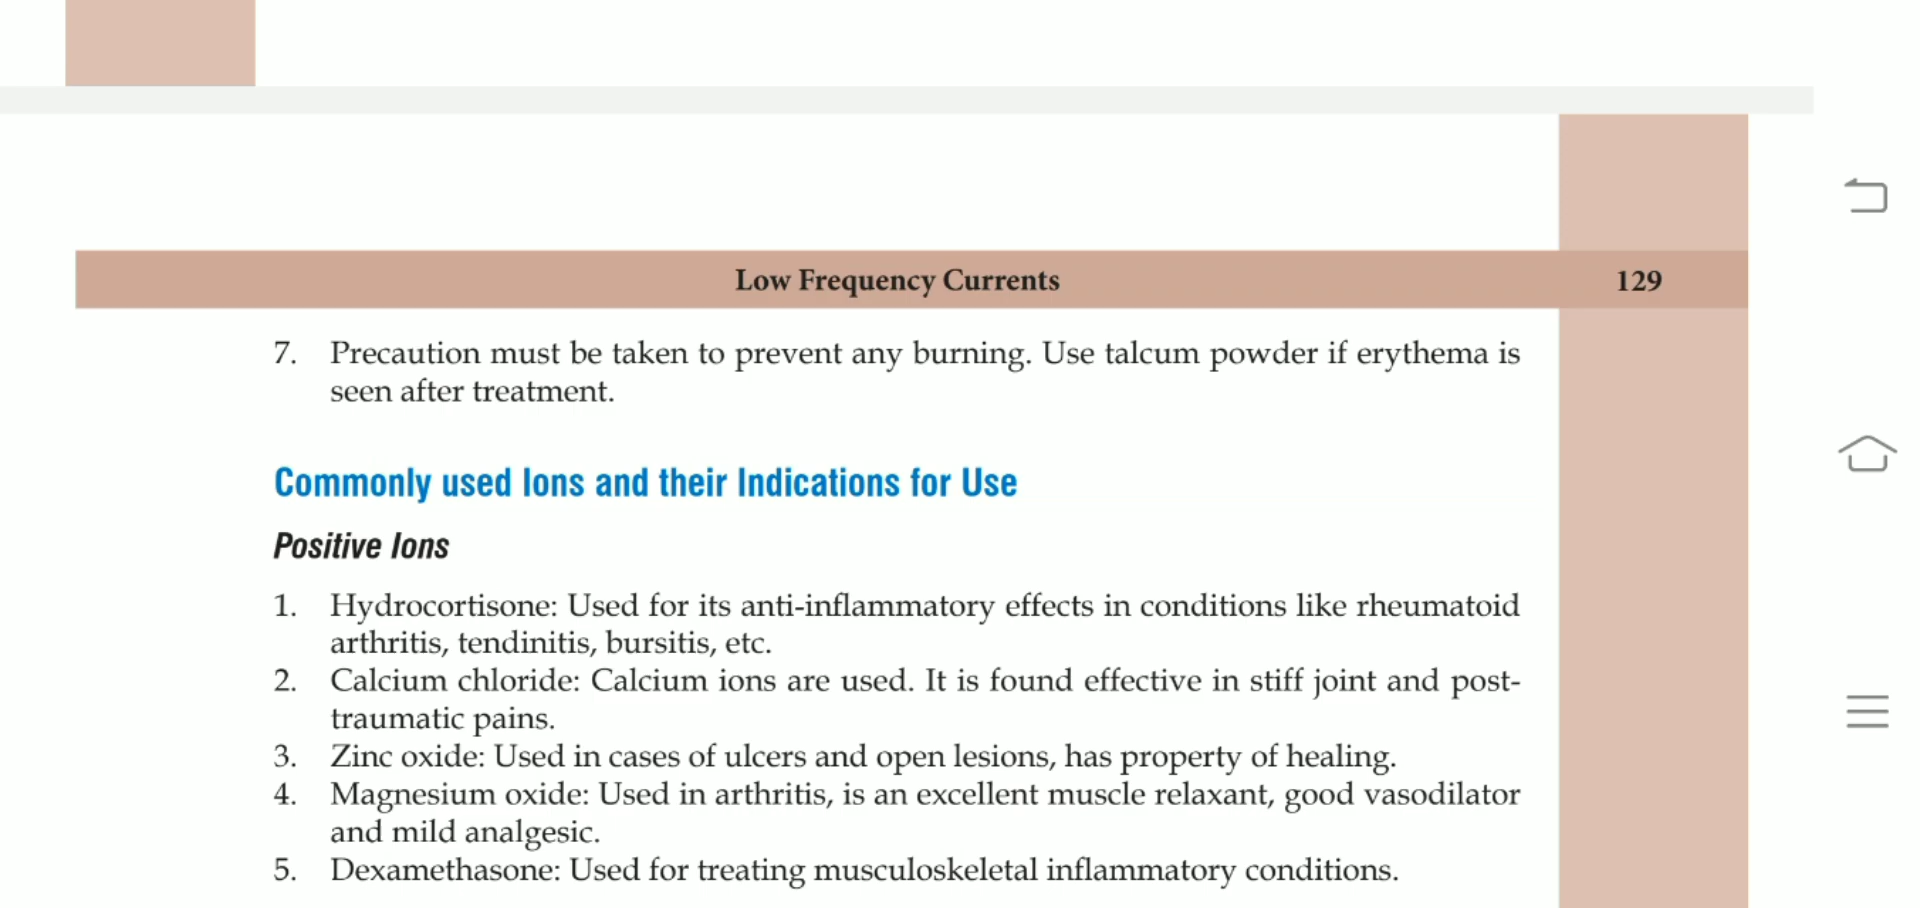 Low Frequency Currents 129
7. Precaution must be taken to prevent any burning. Use talcum powder if erythema is
seen after treatment.
Commonly used Ions and their Indications for Use
Positive Ions
1. Hydrocortisone: Used for its anti-inflammatory effects in conditions like rheumatoid
arthritis, tendinitis, bursitis, etc.
2. Calcium chloride: Calcium ions are used. It is found effective in stiff joint and post-
traumatic pains.
3. Zinc oxide: Used in cases of ulcers and open lesions, has property of healing.
4. Magnesium oxide: Used in arthritis, is an excellent muscle relaxant, good vasodilator
and mild analgesic.
5. Dexamethasone: Used for treating musculoskeletal inflammatory conditions.